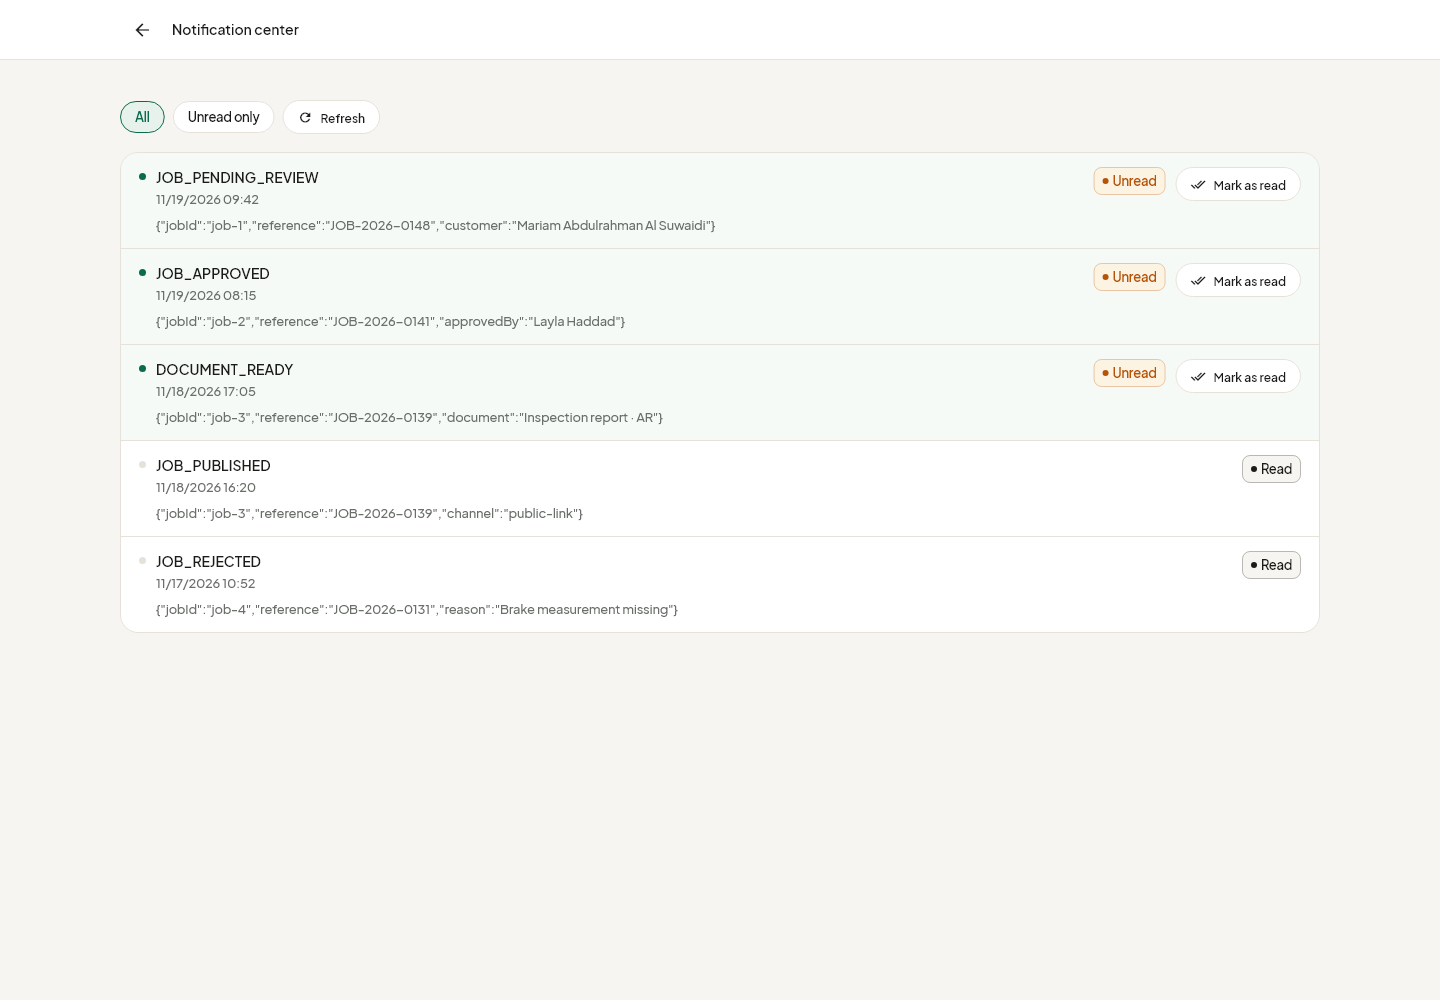 Notification center
All
Unread only
Refresh
JOB_PENDING_REVIEW
Unread
Mark as read
11/19/2026 09:42
{"jobId":"job-1","reference":"JOB-2026-0148","customer":"Mariam Abdulrahman Al Suwaidi"}
JOB_APPROVED
Unread
Mark as read
11/19/2026 08:15
{"jobId":"job-2","reference":"JOB-2026-0141","approvedBy":"Layla Haddad"}
DOCUMENT_READY
Unread
Mark as read
11/18/2026 17:05
{"jobId":"job-3","reference":"JOB-2026-0139","document":"Inspection report · AR"}
JOB_PUBLISHED
Read
11/18/2026 16:20
{"jobId":"job-3","reference":"JOB-2026-0139","channel":"public-link"}
JOB_REJECTED
Read
11/17/2026 10:52
{"jobId":"job-4","reference":"JOB-2026-0131","reason":"Brake measurement missing"}